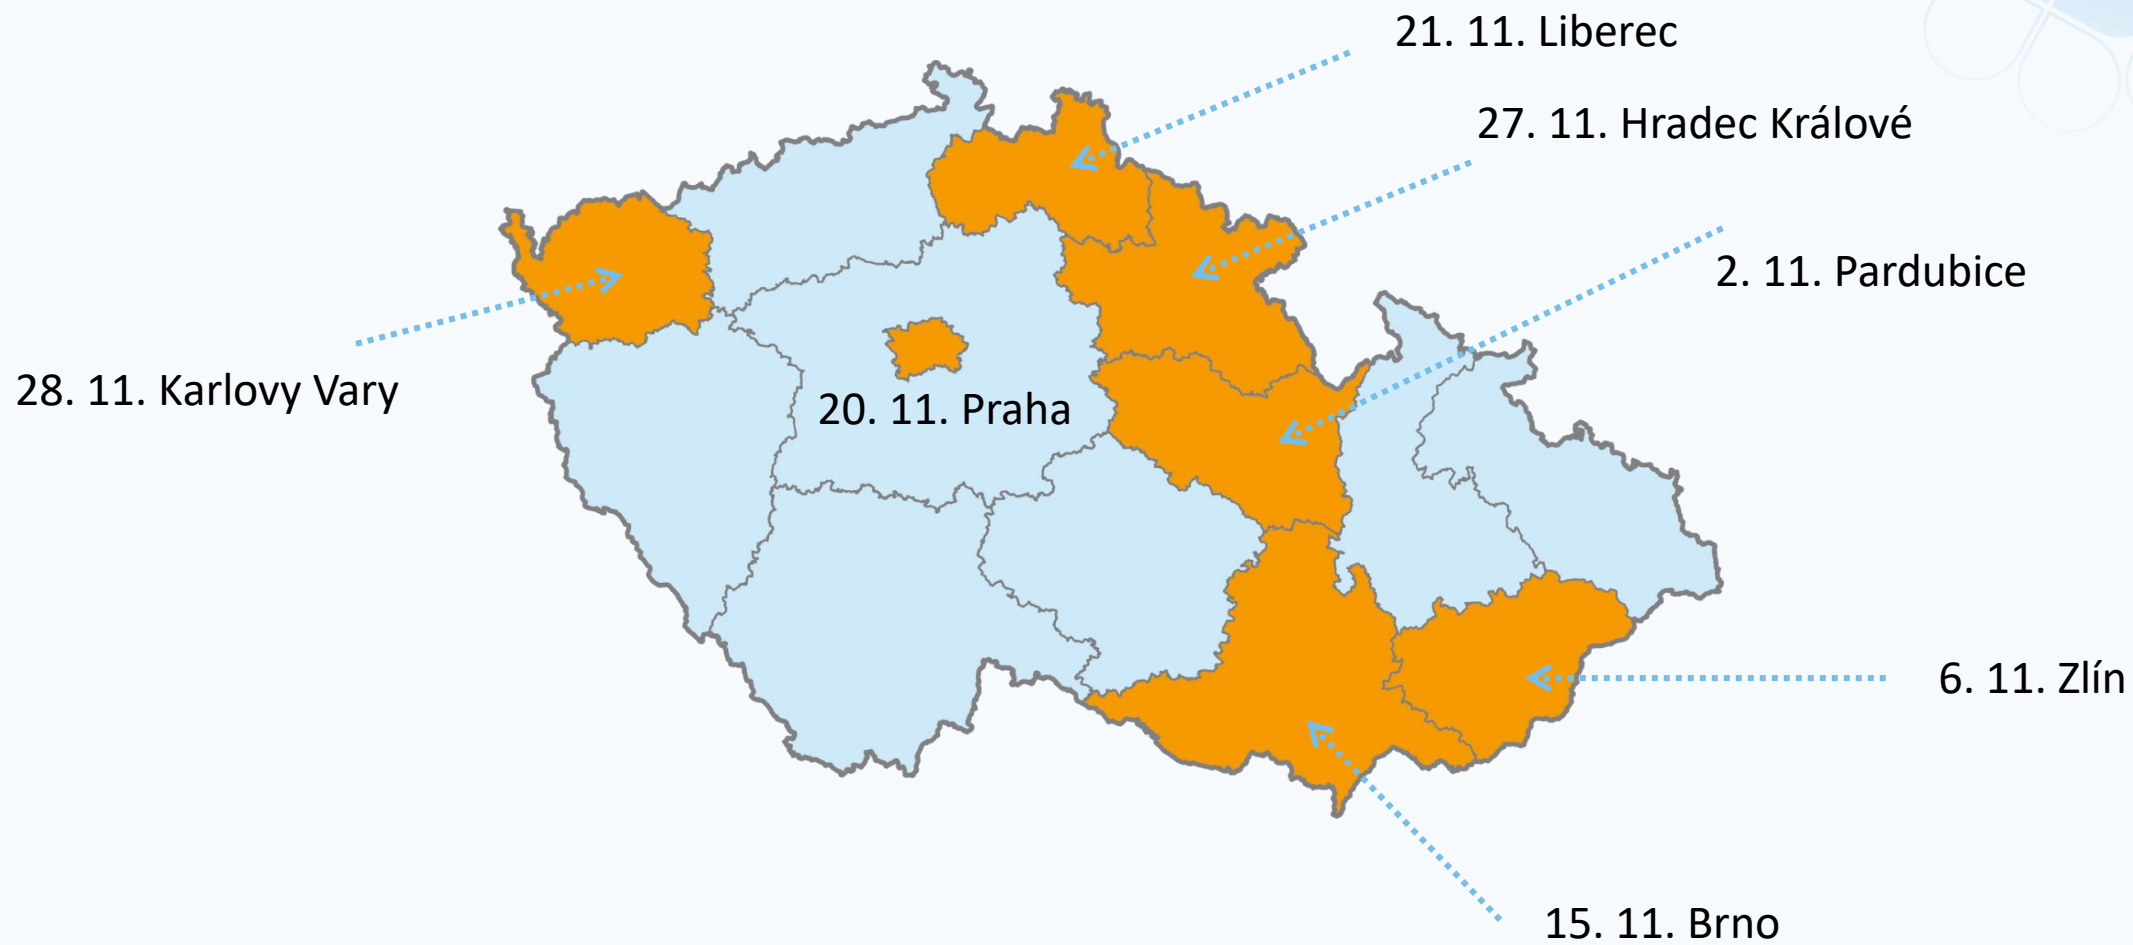 21. 11. Liberec
27. 11. Hradec Králové
2. 11. Pardubice
28. 11. Karlovy Vary
20. 11. Praha
6. 11. Zlín
15. 11. Brno